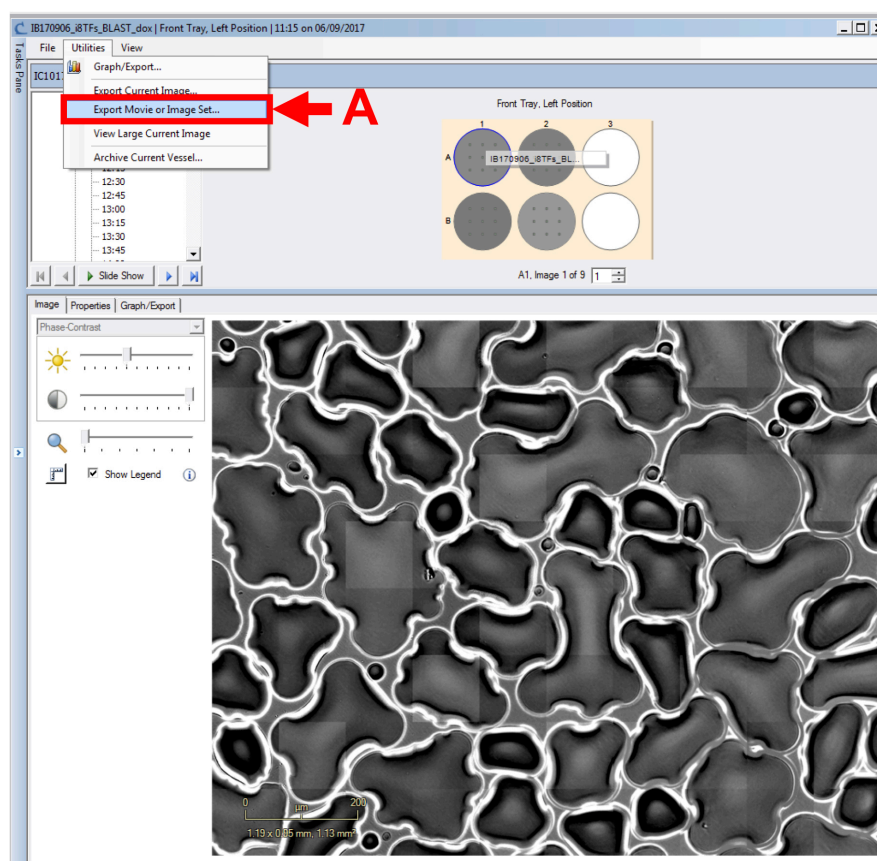 IB170906_i8TFs_BLAST_dox | Front Tray, Left Position | 11:15 on 06/09/2017
File Utilities View
Tasks Pane
Graph/Export...
Export Current Image...
Export Movie or Image Set...
A
View Large Current Image
Archive Current Vessel...
12:30
12:45
13:00
13:15
13:30
13:45
Slide Show
Front Tray, Left Position
1 2 3
A
IB170906_i8TFs_BL...
B
A1, Image 1 of 9 1
Image Properties Graph/Export
Phase-Contrast
Show Legend
0 µm 200
1.19 x 0.95 mm, 1.13 mm²